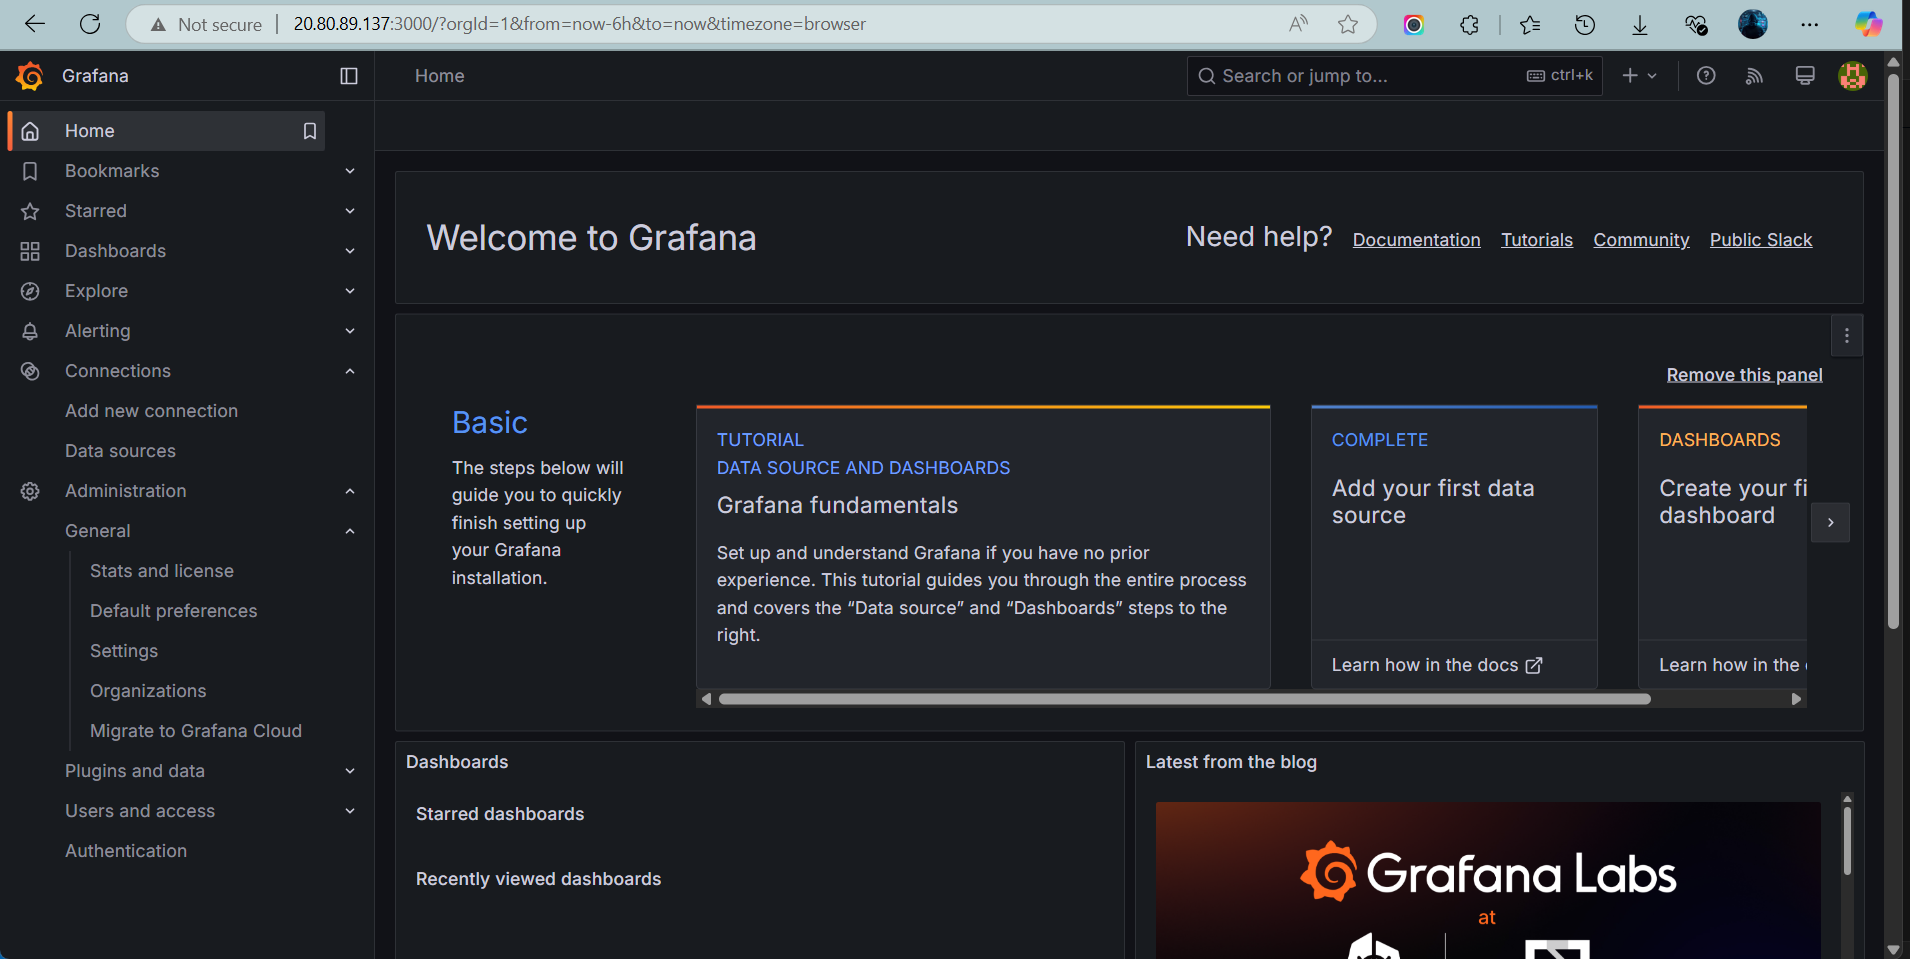 Not secure
20.80.89.137:3000/?orgId=1&from=now-6h&to=now&timezone=browser
Grafana
Home
Search or jump to...
ctrl+k
Home
Bookmarks
Starred
Dashboards
Explore
Alerting
Connections
Add new connection
Data sources
Administration
General
Stats and license
Default preferences
Settings
Organizations
Migrate to Grafana Cloud
Plugins and data
Users and access
Authentication
Welcome to Grafana
Need help?
Documentation
Tutorials
Community
Public Slack
Remove this panel
Basic
The steps below will
guide you to quickly
finish setting up
your Grafana
installation.
TUTORIAL
DATA SOURCE AND DASHBOARDS
Grafana fundamentals
Set up and understand Grafana if you have no prior
experience. This tutorial guides you through the entire process
and covers the “Data source” and “Dashboards” steps to the
right.
COMPLETE
Add your first data
source
Learn how in the docs
DASHBOARDS
Create your fi
dashboard
Learn how in the
Dashboards
Starred dashboards
Recently viewed dashboards
Latest from the blog
Grafana Labs
at